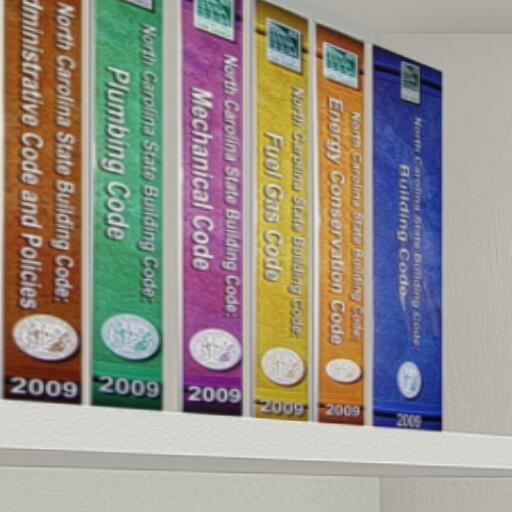 North Carolina State Building Code:
dministrative Code and Policies
2009
North Carolina State Building Code:
Plumbing Code
2009
North Carolina State Building Code:
Mechanical Code
2009
North Carolina State Building Code:
Fuel Gas Code
2009
North Carolina State Building Code:
Energy Conservation Code
2009
North Carolina State Building Code
Building Code
2009